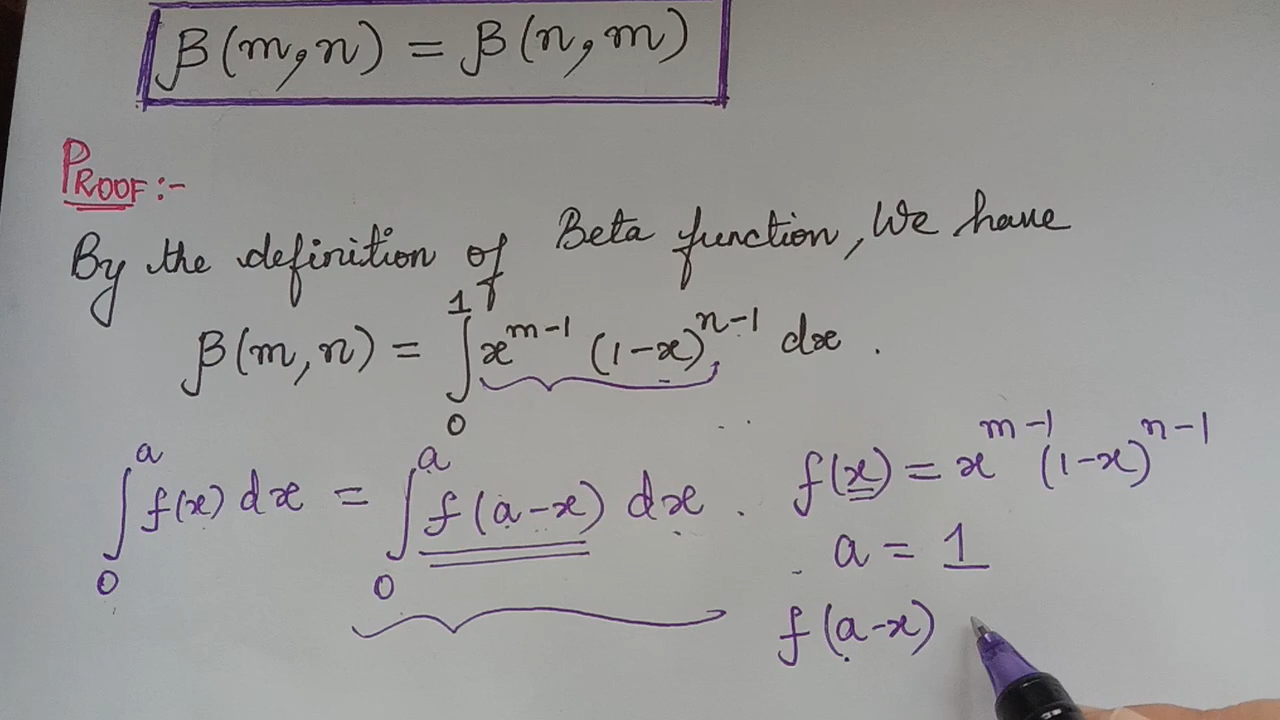 β(m,n) = β(n,m)
PROOF:-
By the definition of Beta function, We have
β(m,n) = ∫₀¹ x^{m-1} (1-x)^{n-1} dx.
∫₀ᵃ f(x) dx = ∫₀ᵃ f(a-x) dx.
f(x) = x^{m-1} (1-x)^{n-1}
a = 1
f(a-x)